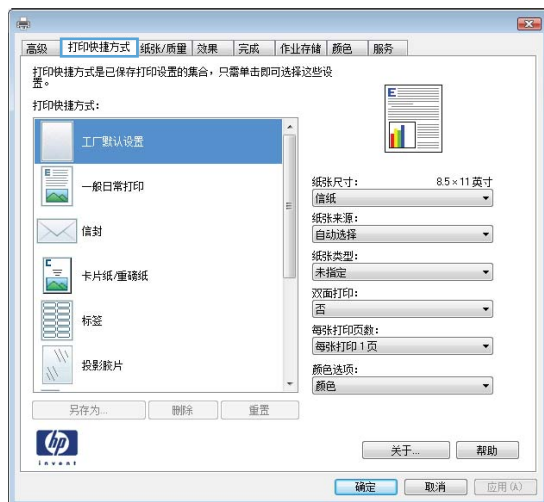 高级 打印快捷方式 纸张/质量 效果 完成 作业存储 颜色 服务
打印快捷方式是已保存打印设置的集合，只需单击即可选择这些设
置。
打印快捷方式：
工厂默认设置
一般日常打印
信封
卡片纸/重磅纸
标签
投影胶片
另存为... 删除 重置
E
纸张尺寸： 8.5×11 英寸
信纸
纸张来源：
自动选择
纸张类型：
未指定
双面打印：
否
每张打印页数：
每张打印 1 页
颜色选项：
颜色
hp
invent
关于... 帮助
确定 取消 应用(A)